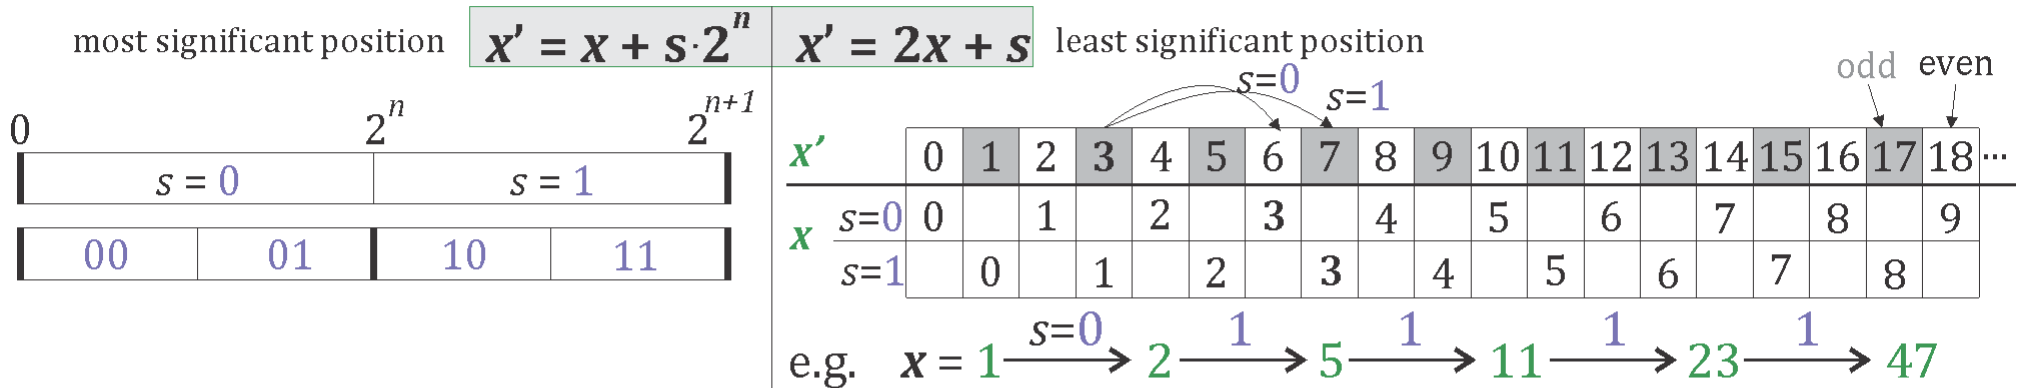 most significant position x' = x + s·2ⁿ x' = 2x + s least significant position
odd even
s=0
s=1
0 2ⁿ 2ⁿ⁺¹
s = 0 s = 1
00 01 10 11
x' 0 1 2 3 4 5 6 7 8 9 10 11 12 13 14 15 16 17 18 ...
x
s=0 0 1 2 3 4 5 6 7 8 9
s=1 0 1 2 3 4 5 6 7 8
s=0 1 1 1 1
e.g. x = 1 2 5 11 23 47